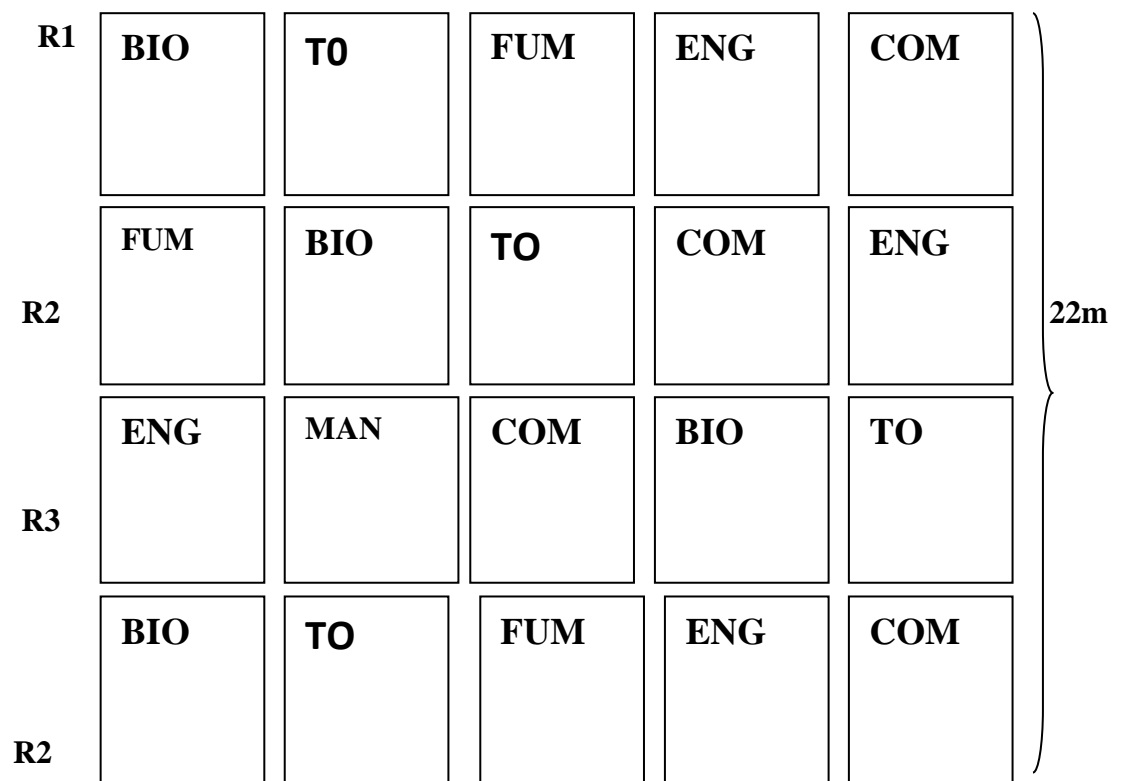 R1 BIO T0 FUM ENG COM
FUM BIO TO COM ENG
R2 22m
ENG MAN COM BIO TO
R3
BIO TO FUM ENG COM
R2